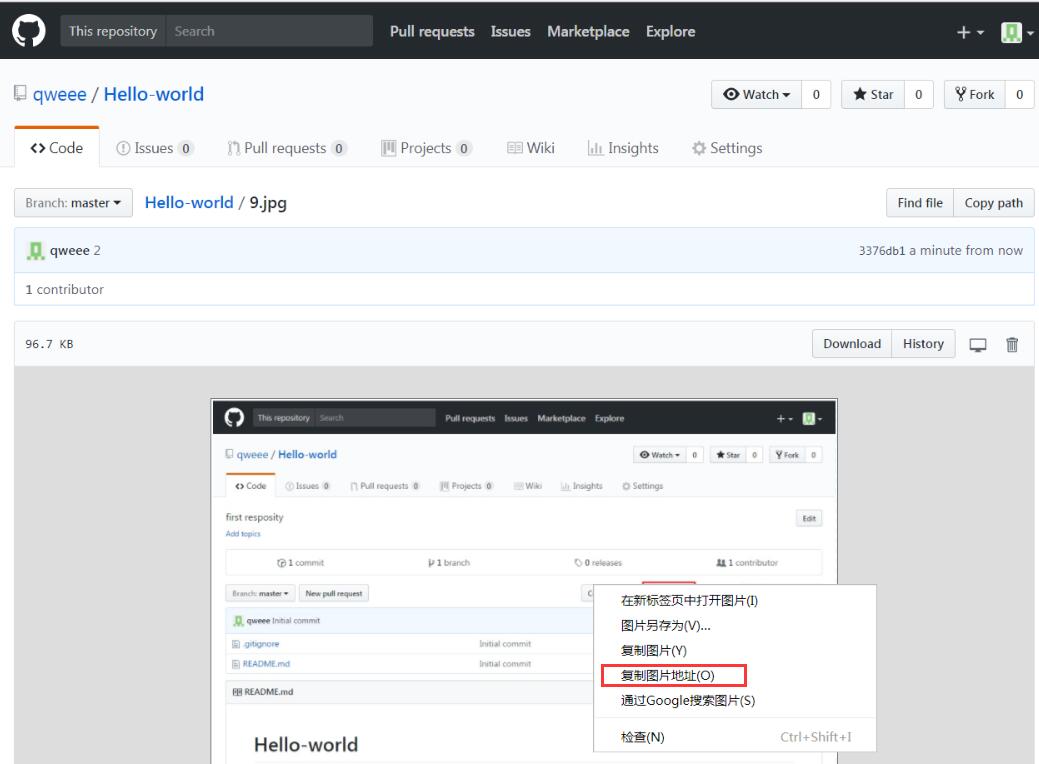 This repository Search Pull requests Issues Marketplace Explore
qweee / Hello-world Watch 0 Star 0 Fork 0
Code Issues 0 Pull requests 0 Projects 0 Wiki Insights Settings
Branch: master Hello-world / 9.jpg Find file Copy path
qweee 2 3376db1 a minute from now
1 contributor
96.7 KB Download History
This repository Search Pull requests Issues Marketplace Explore
qweee / Hello-world Watch 0 Star 0 Fork 0
Code Issues 0 Pull requests 0 Projects 0 Wiki Insights Settings
first resposity Edit
Add topics
1 commit 1 branch 0 releases 1 contributor
Branch: master New pull request
qweee Initial commit
.gitignore Initial commit
README.md Initial commit
README.md
Hello-world
在新标签页中打开图片(I)
图片另存为(V)...
复制图片(Y)
复制图片地址(O)
通过Google搜索图片(S)
检查(N) Ctrl+Shift+I